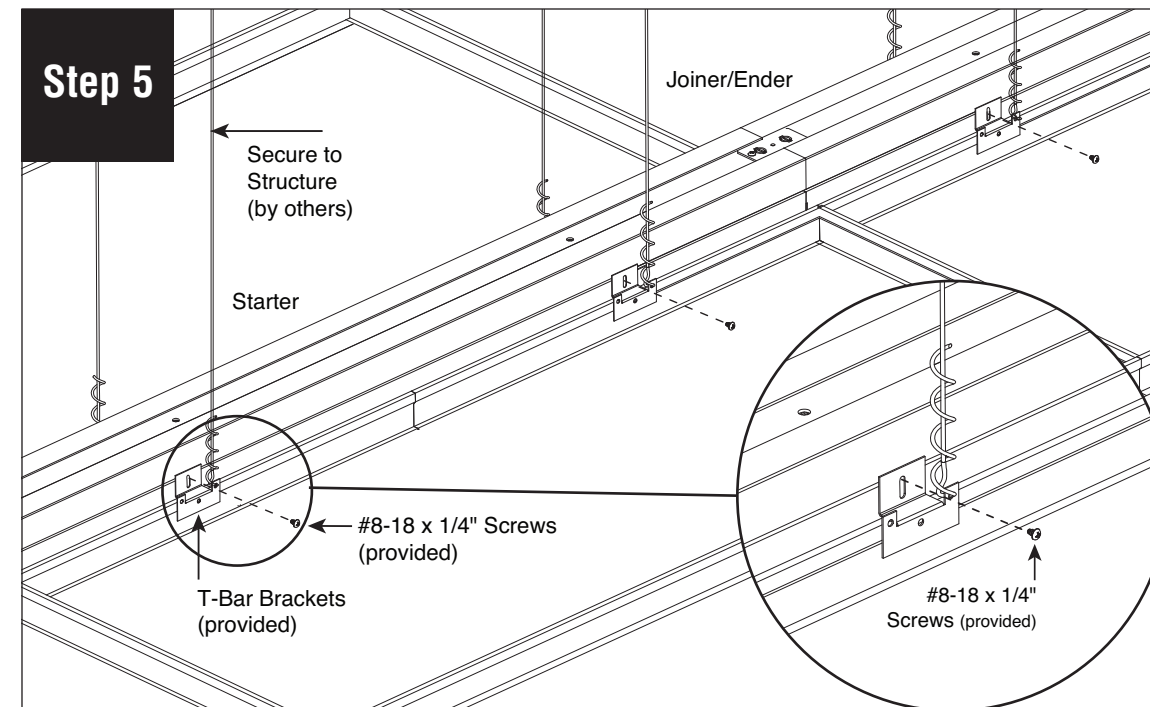 Step 5
Joiner/Ender
Secure to
Structure
(by others)
Starter
#8-18 x 1/4" Screws
(provided)
T-Bar Brackets
(provided)
#8-18 x 1/4"
Screws (provided)